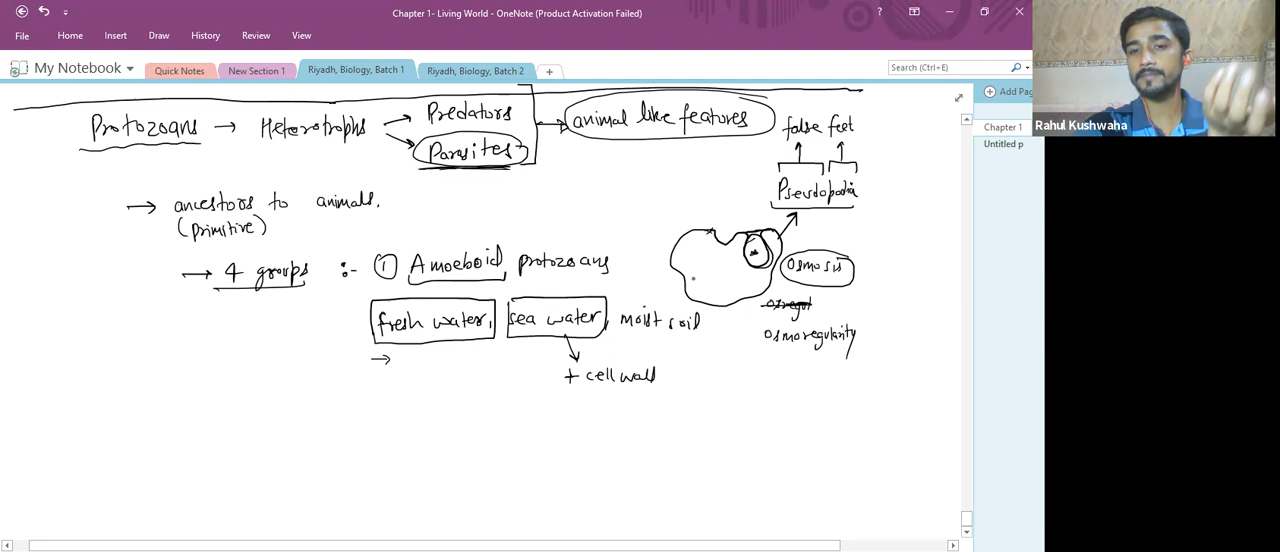 Chapter 1- Living World - OneNote (Product Activation Failed)
?
File Home Insert Draw History Review View
My Notebook
Quick Notes
New Section 1
Riyadh, Biology, Batch 1
Riyadh, Biology, Batch 2
+
Search (Ctrl+E)
Add Pag
Chapter 1
Untitled p
Rahul Kushwaha
Protozoans → Heterotrophs → Predators
Parasites
animal like features
false feet
Pseudopodia
→ ancestors to animals.
(primitive)
→ 4 groups :- ① Amoeboid protozoans
Osmosis
osregul
Osmoregularity
fresh water, sea water, moist soil
→
+ cell wall